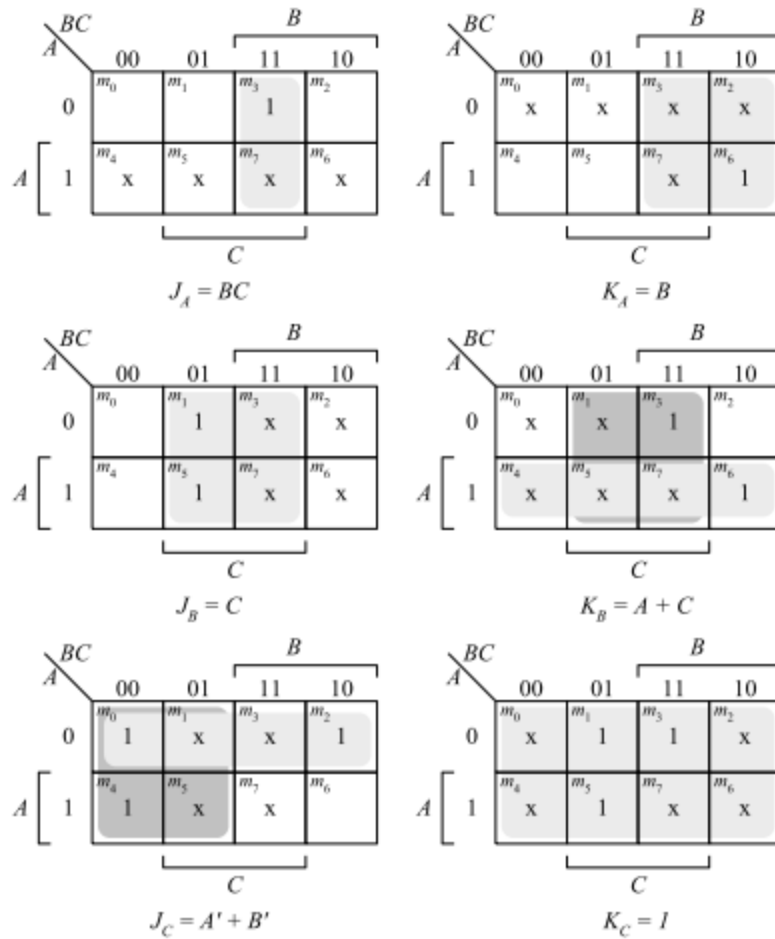 BC B BC B
A 00 01 11 10 A 00 01 11 10
0 m0 m1 m3 1 m2 0 m0 x m1 x m3 x m2 x
A 1 m4 x m5 x m7 x m6 x A 1 m4 m5 m7 x m6 1
C C
J_A = BC K_A = B
BC B BC B
A 00 01 11 10 A 00 01 11 10
0 m0 m1 1 m3 x m2 x 0 m0 x m1 x m3 1 m2
A 1 m4 m5 1 m7 x m6 x A 1 m4 x m5 x m7 x m6 1
C C
J_B = C K_B = A + C
BC B BC B
A 00 01 11 10 A 00 01 11 10
0 m0 1 m1 x m3 x m2 1 0 m0 x m1 1 m3 1 m2 x
A 1 m4 1 m5 x m7 x m6 A 1 m4 x m5 1 m7 x m6 x
C C
J_C = A' + B' K_C = 1